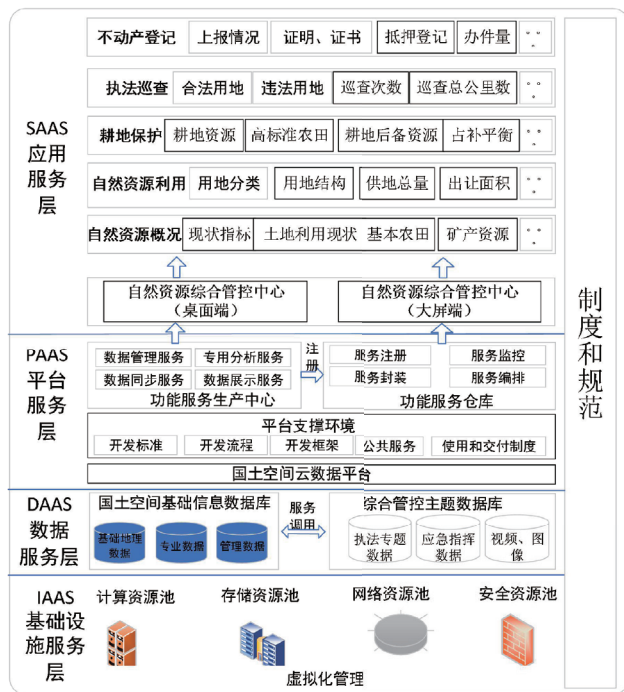 不动产登记 上报情况 证明、证书 抵押登记 办件量
执法巡查 合法用地 违法用地 巡查次数 巡查总公里数
SAAS
应用
服务
层
耕地保护 耕地资源 高标准农田 耕地后备资源 占补平衡
自然资源利用 用地分类 用地结构 供地总量 出让面积
自然资源概况 现状指标 土地利用现状 基本农田 矿产资源
自然资源综合管控中心
(桌面端)
自然资源综合管控中心
(大屏端)
制度和规范
PAAS
平台
服务
层
数据管理服务 专用分析服务
数据同步服务 数据展示服务
功能服务生产中心
注
册
服务注册 服务监控
服务封装 服务编排
功能服务仓库
平台支撑环境
开发标准 开发流程 开发框架 公共服务 使用和交付制度
国土空间云数据平台
DAAS
数据
服务层
国土空间基础信息数据库
基础地理
数据
专业数据
管理数据
服务
调用
综合管控主题数据库
执法专题
数据
应急指挥
数据
视频、图
像
IAAS
基础设
施服务
层
计算资源池 存储资源池 网络资源池 安全资源池
虚拟化管理